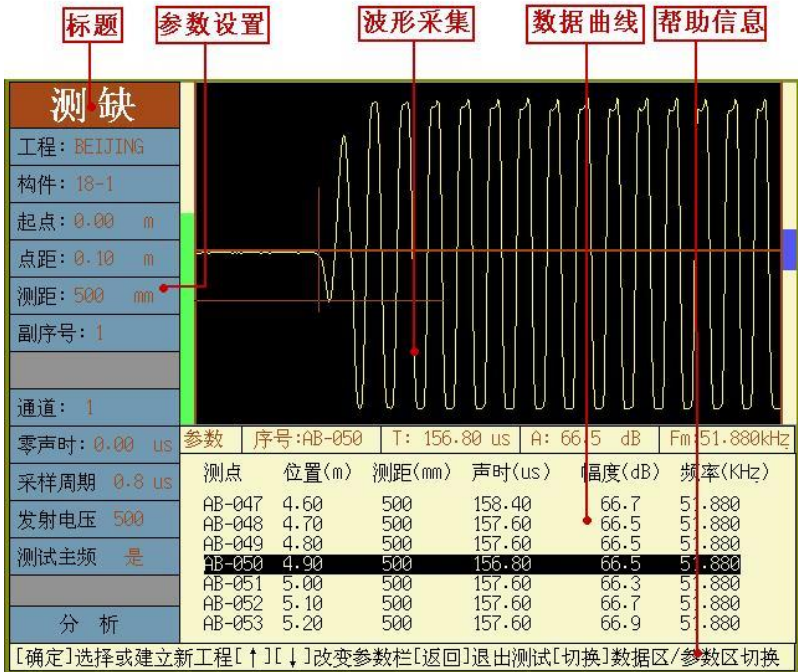 标题 参数设置 波形采集 数据曲线 帮助信息
测缺
工程: BEIJING
构件: 18-1
起点: 0.00 m
点距: 0.10 m
测距: 500 mm
副序号: 1
通道: 1
零声时: 0.00 us
采样周期 0.8 us
发射电压 500
测试主频 是
分 析
参数 序号:AB-050 T: 156.80 us A: 66.5 dB Fm:51.880kHz
测点 位置(m) 测距(mm) 声时(us) 幅度(dB) 频率(KHz)
AB-047 4.60 500 158.40 66.7 51.880
AB-048 4.70 500 157.60 66.5 51.880
AB-049 4.80 500 157.60 66.5 51.880
AB-050 4.90 500 156.80 66.5 51.880
AB-051 5.00 500 157.60 66.3 51.880
AB-052 5.10 500 157.60 66.7 51.880
AB-053 5.20 500 157.60 66.9 51.880
[确定]选择或建立新工程[↑][↓]改变参数栏[返回]退出测试[切换]数据区/参数区切换